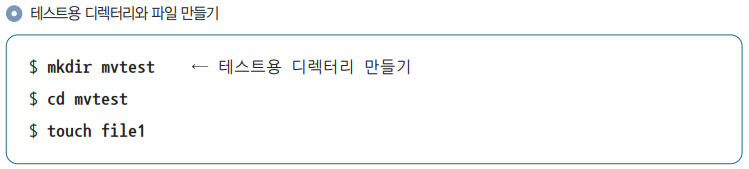 테스트용 디렉터리와 파일 만들기
$ mkdir mvtest ← 테스트용 디렉터리 만들기
$ cd mvtest
$ touch file1